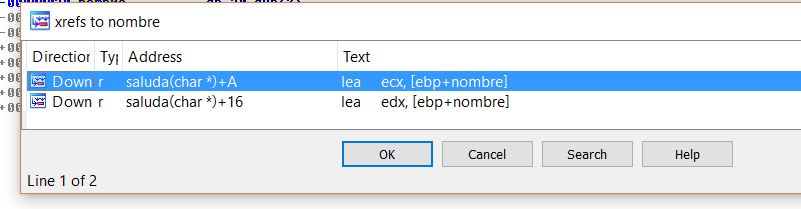 xrefs to nombre
Direction Ty Address Text
Down r saluda(char *)+A lea ecx, [ebp+nombre]
Down r saluda(char *)+16 lea edx, [ebp+nombre]
OK Cancel Search Help
Line 1 of 2